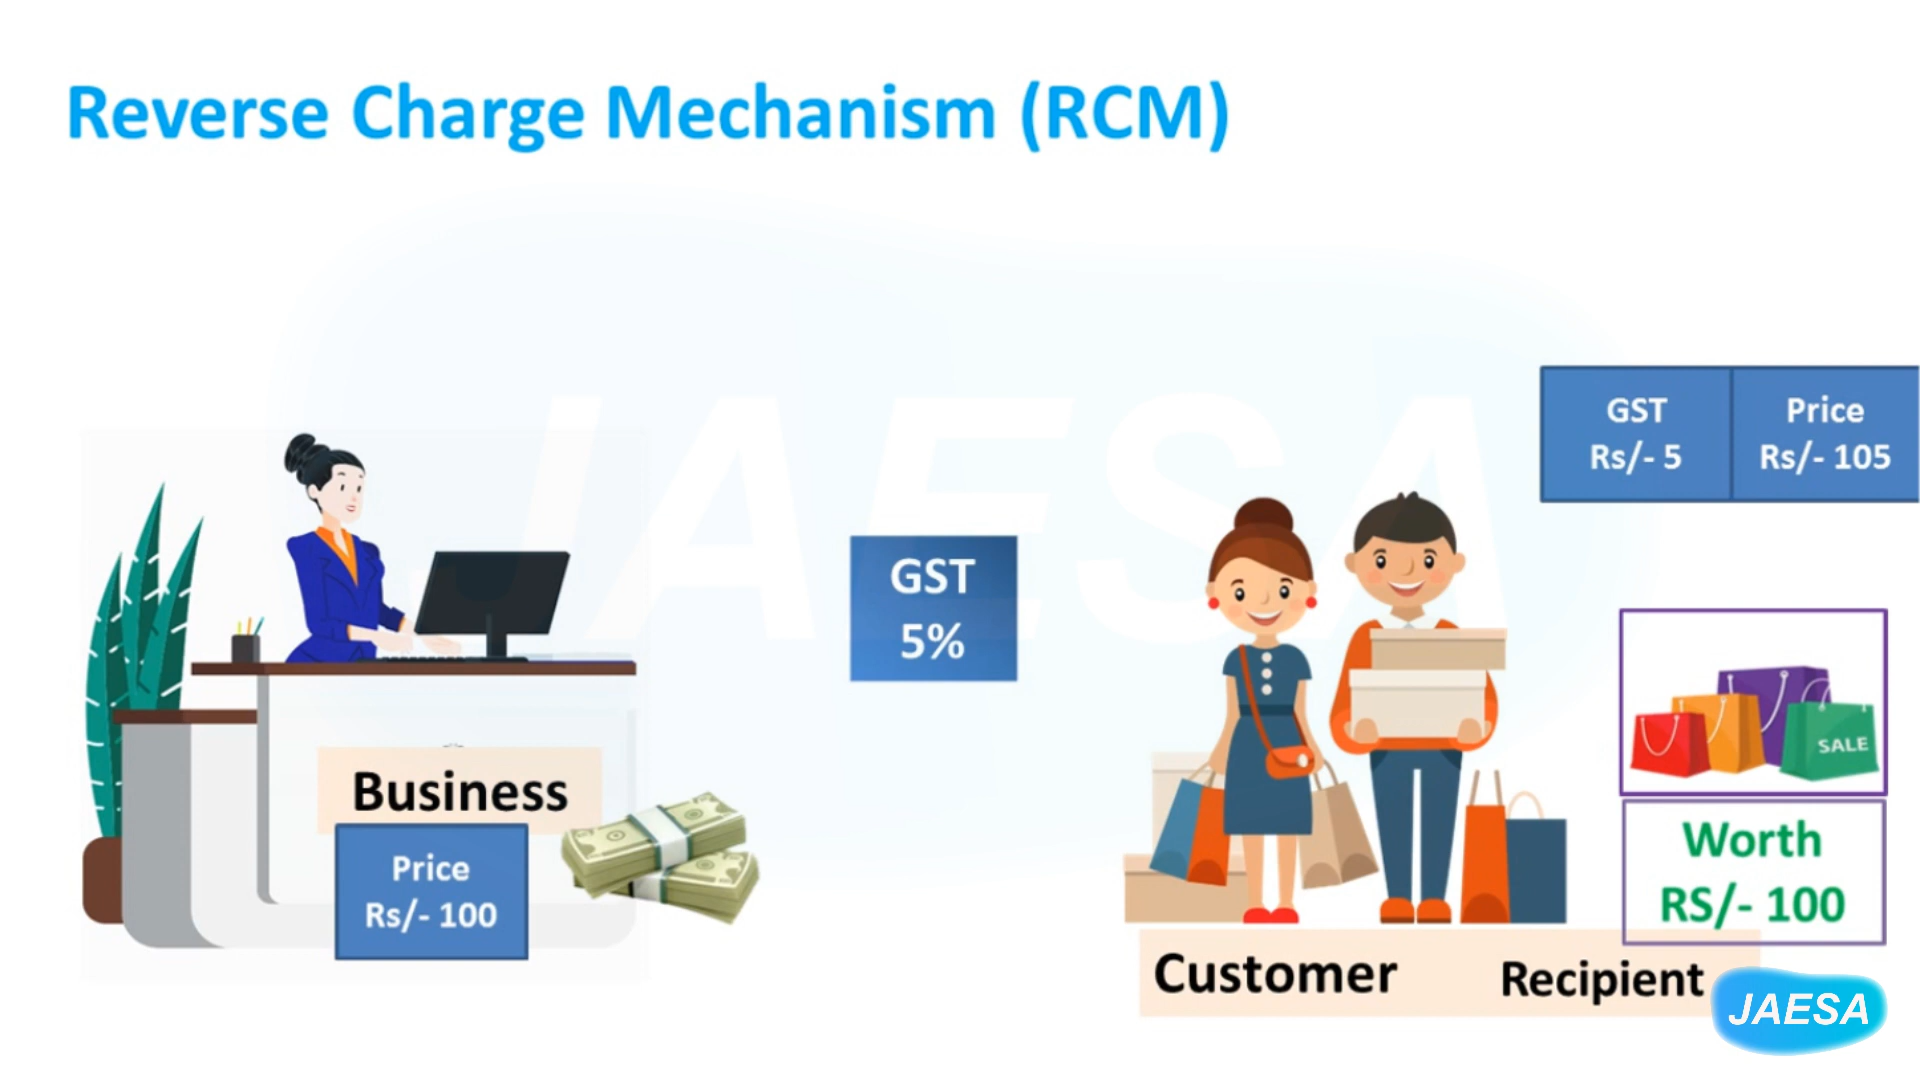 Reverse Charge Mechanism (RCM)
JAESA
GST
Rs/- 5
Price
Rs/- 105
GST
5%
SALE
Business
Price
Rs/- 100
Worth
RS/- 100
Customer
Recipient
JAESA